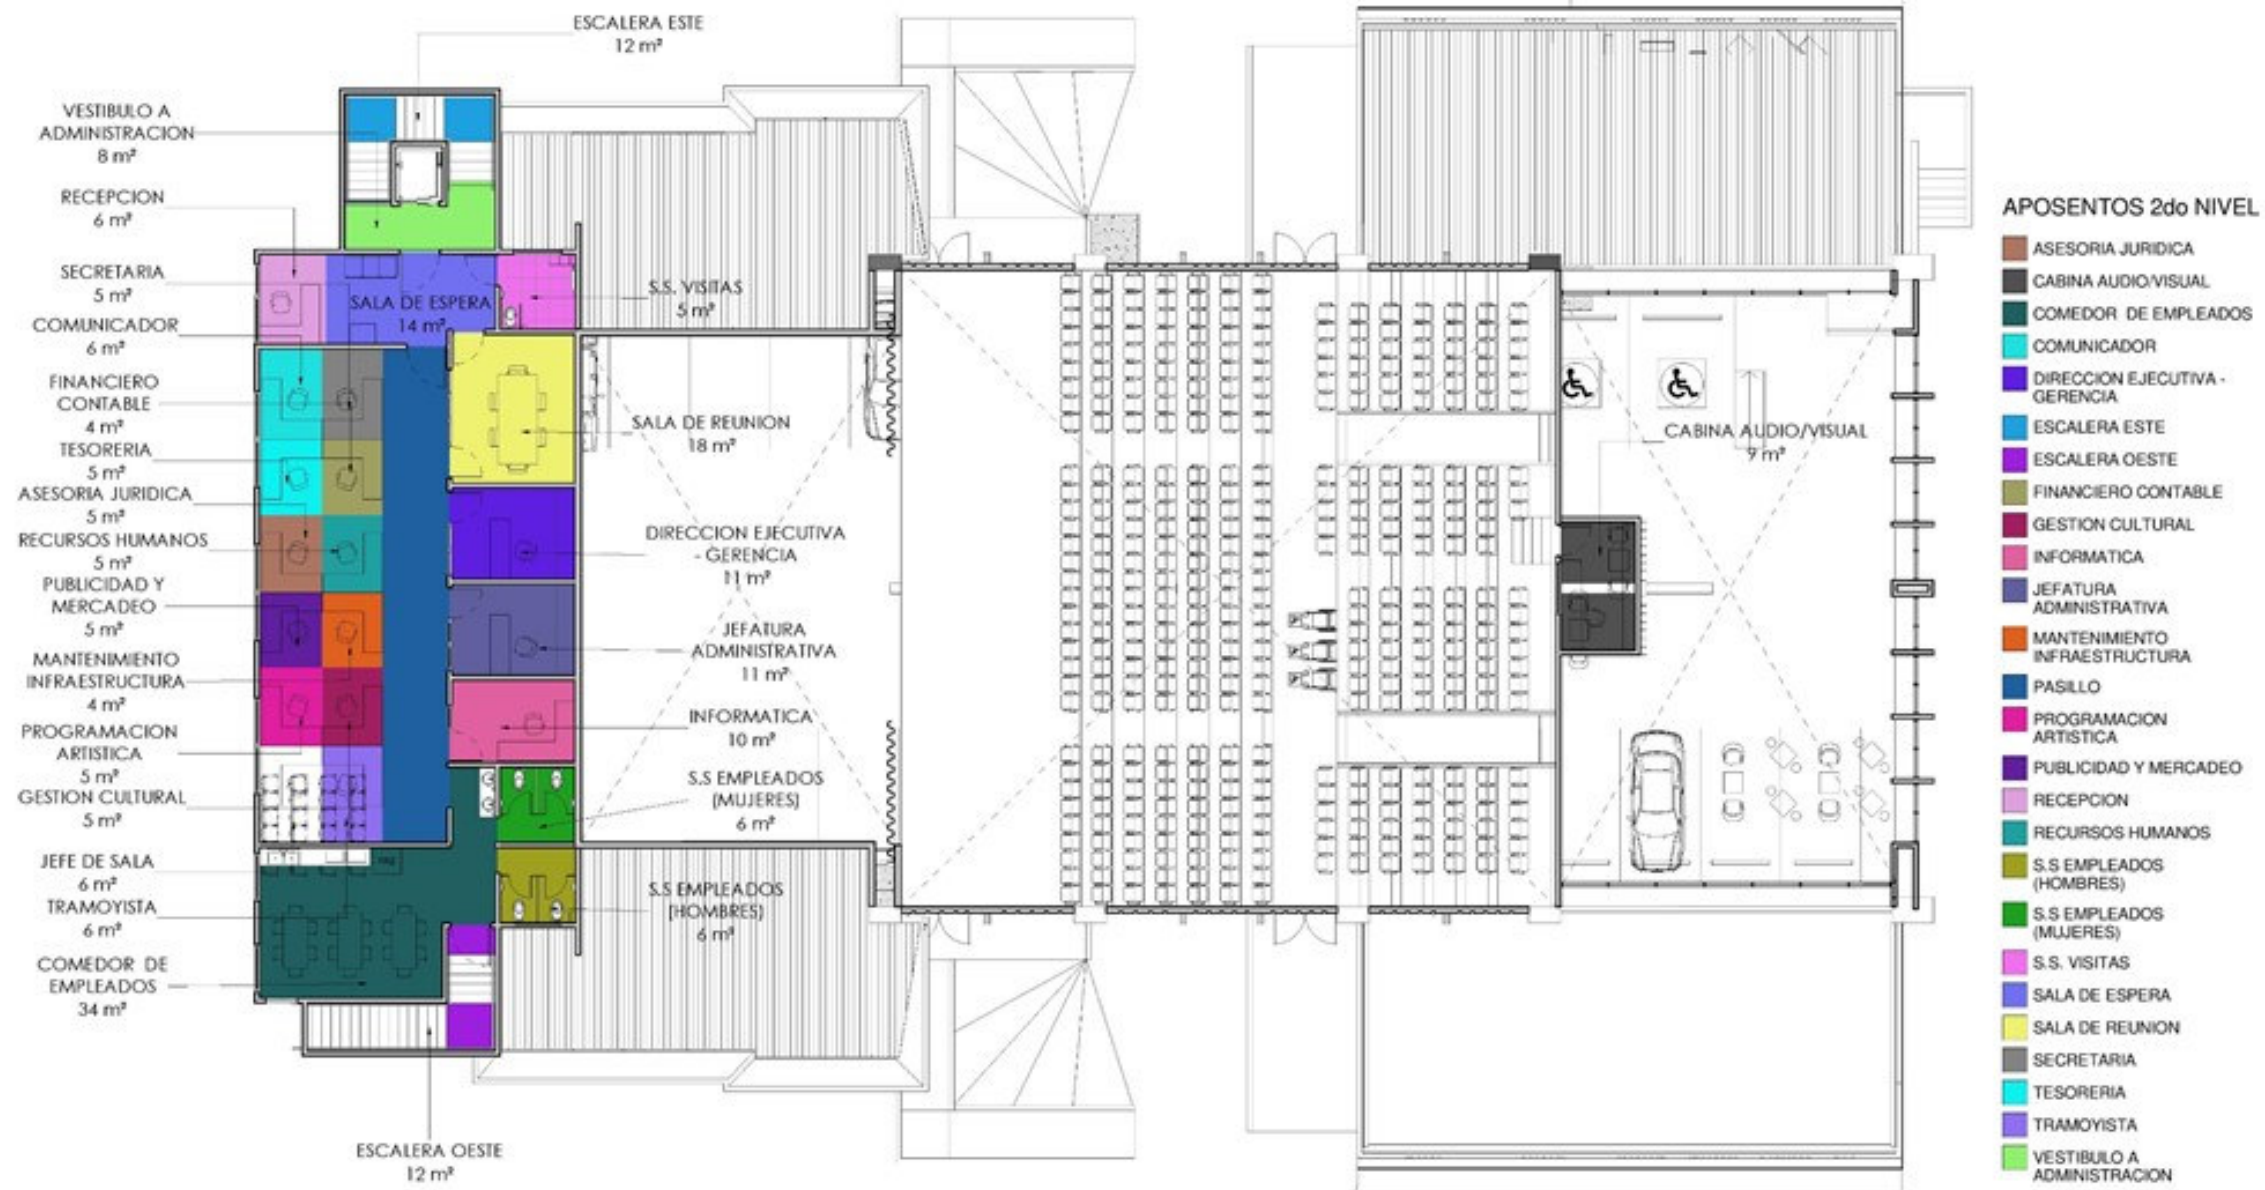 ESCALERA ESTE
12 m²
VESTIBULO A
ADMINISTRACION
8 m²
RECEPCION
6 m²
SECRETARIA
5 m²
COMUNICADOR
6 m²
FINANCIERO
CONTABLE
4 m²
TESORERIA
5 m²
ASESORIA JURIDICA
5 m²
RECURSOS HUMANOS
5 m²
PUBLICIDAD Y
MERCADEO
5 m²
MANTENIMIENTO
INFRAESTRUCTURA
4 m²
PROGRAMACION
ARTISTICA
5 m²
GESTION CULTURAL
5 m²
JEFE DE SALA
6 m²
TRAMOYISTA
6 m²
COMEDOR DE
EMPLEADOS
34 m²
ESCALERA OESTE
12 m²
SALA DE ESPERA
14 m²
S.S. VISITAS
5 m²
SALA DE REUNION
18 m²
DIRECCION EJECUTIVA
- GERENCIA
11 m²
JEFATURA
ADMINISTRATIVA
11 m²
INFORMATICA
10 m²
S.S EMPLEADOS
(MUJERES)
6 m²
S.S EMPLEADOS
(HOMBRES)
6 m²
CABINA AUDIO/VISUAL
9 m²
APOSENTOS 2do NIVEL
ASESORIA JURIDICA
CABINA AUDIO/VISUAL
COMEDOR DE EMPLEADOS
COMUNICADOR
DIRECCION EJECUTIVA -
GERENCIA
ESCALERA ESTE
ESCALERA OESTE
FINANCIERO CONTABLE
GESTION CULTURAL
INFORMATICA
JEFATURA
ADMINISTRATIVA
MANTENIMIENTO
INFRAESTRUCTURA
PASILLO
PROGRAMACION
ARTISTICA
PUBLICIDAD Y MERCADEO
RECEPCION
RECURSOS HUMANOS
S.S EMPLEADOS
(HOMBRES)
S.S EMPLEADOS
(MUJERES)
S.S. VISITAS
SALA DE ESPERA
SALA DE REUNION
SECRETARIA
TESORERIA
TRAMOYISTA
VESTIBULO A
ADMINISTRACION